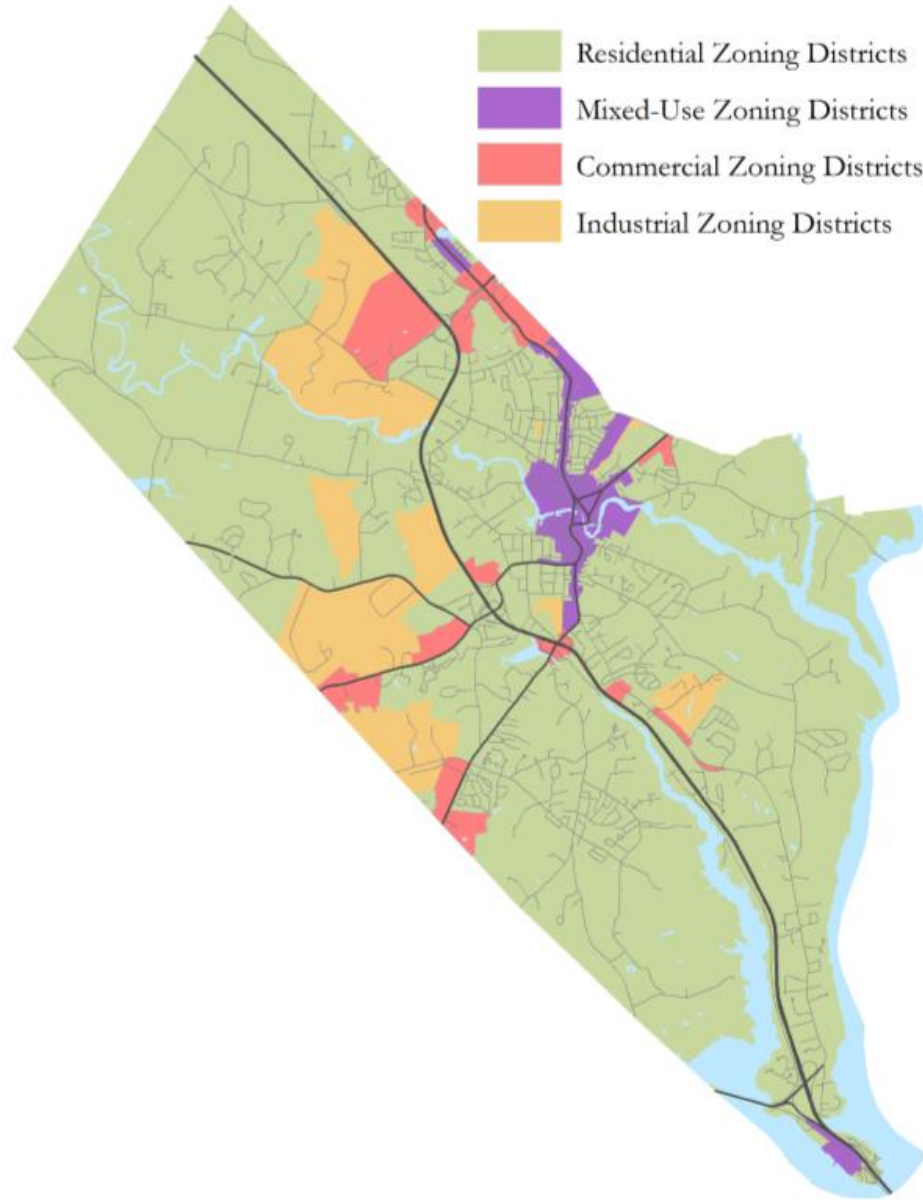 Residential Zoning Districts
Mixed-Use Zoning Districts
Commercial Zoning Districts
Industrial Zoning Districts